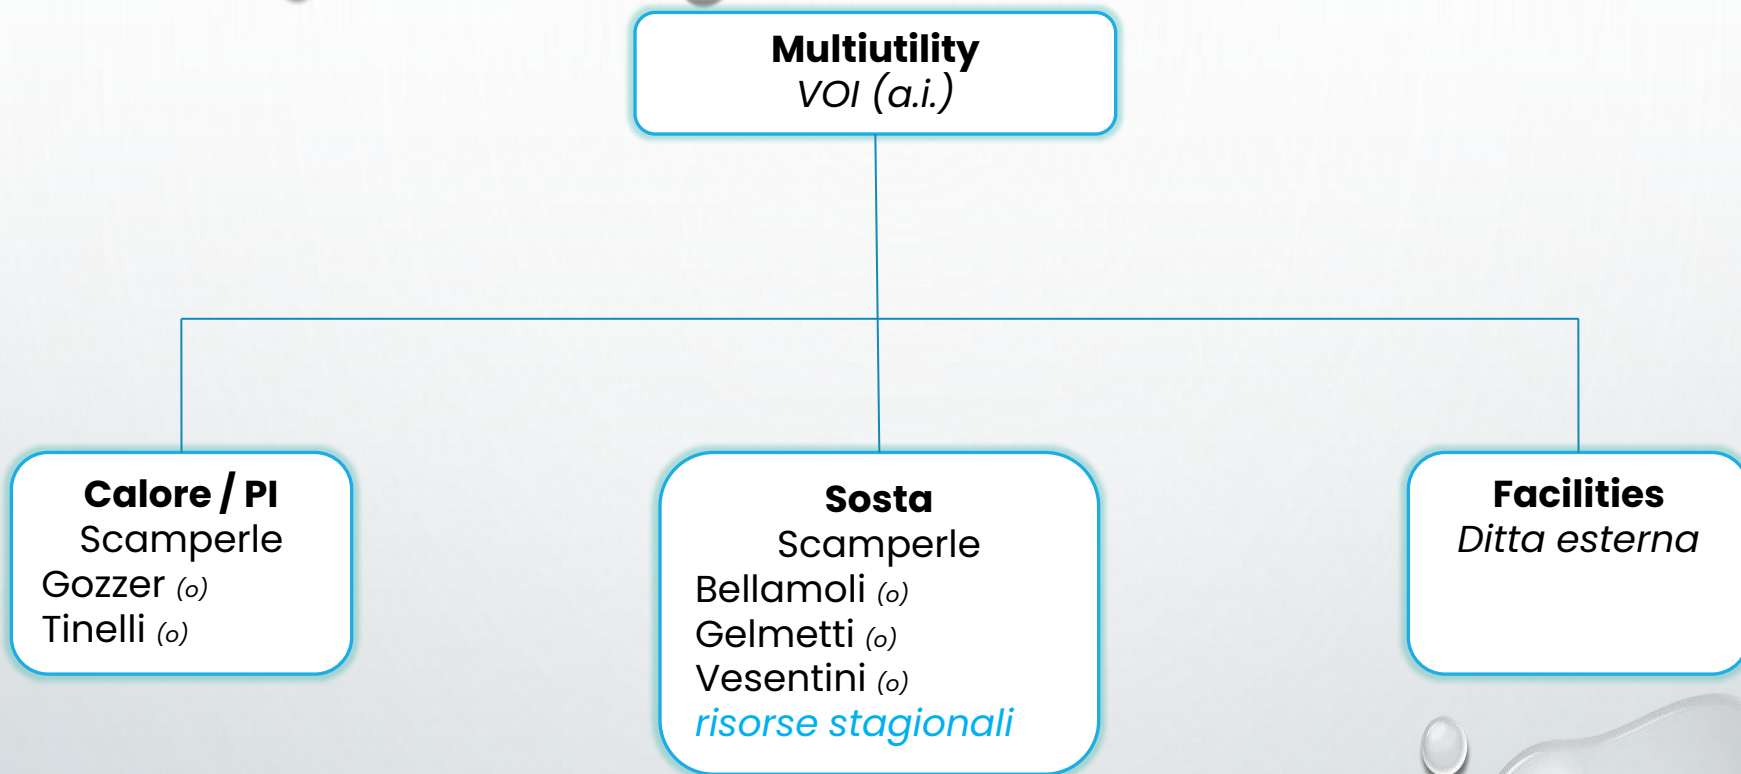 Multiutility
VOI (a.i.)
Calore / PI
Scamperle
Gozzer (o)
Tinelli (o)
Sosta
Scamperle
Bellamoli (o)
Gelmetti (o)
Vesentini (o)
risorse stagionali
Facilities
Ditta esterna